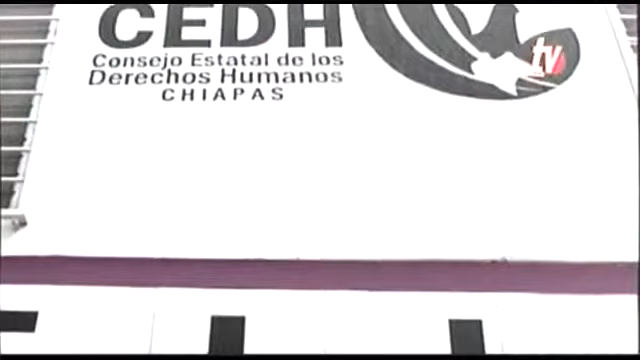 CEDH
Consejo Estatal de los
Derechos Humanos
CHIAPAS
tv